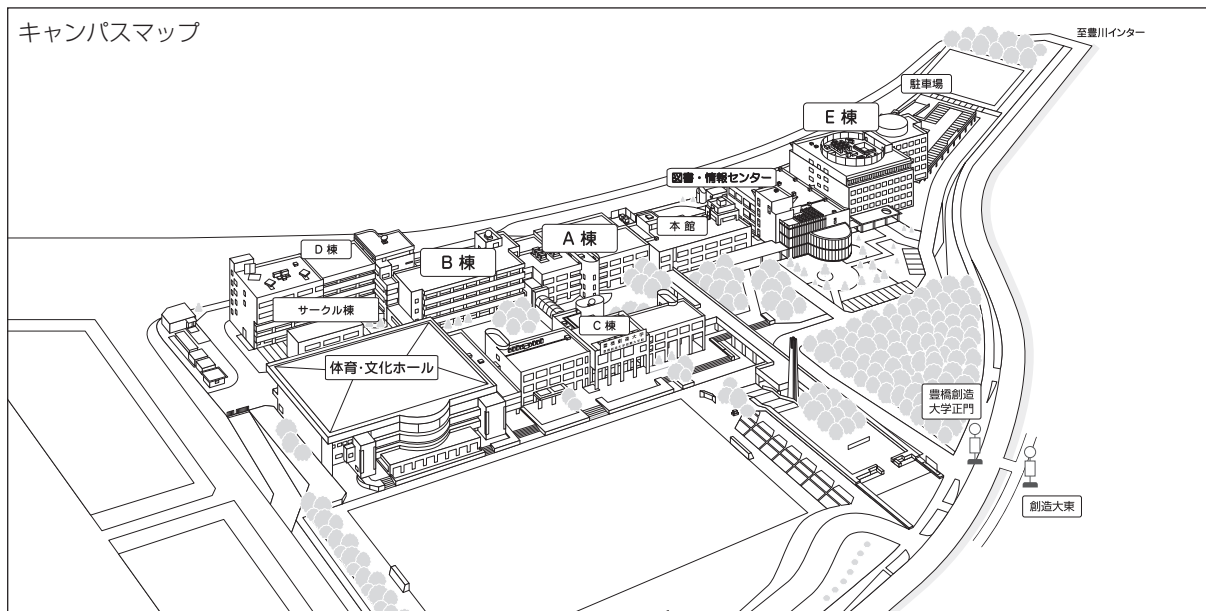 キャンパスマップ
至豊川インター
駐車場
E 棟
図書・情報センター
本 館
A 棟
D 棟
B 棟
サークル棟
C 棟
体育・文化ホール
豊橋創造
大学正門
創造大東